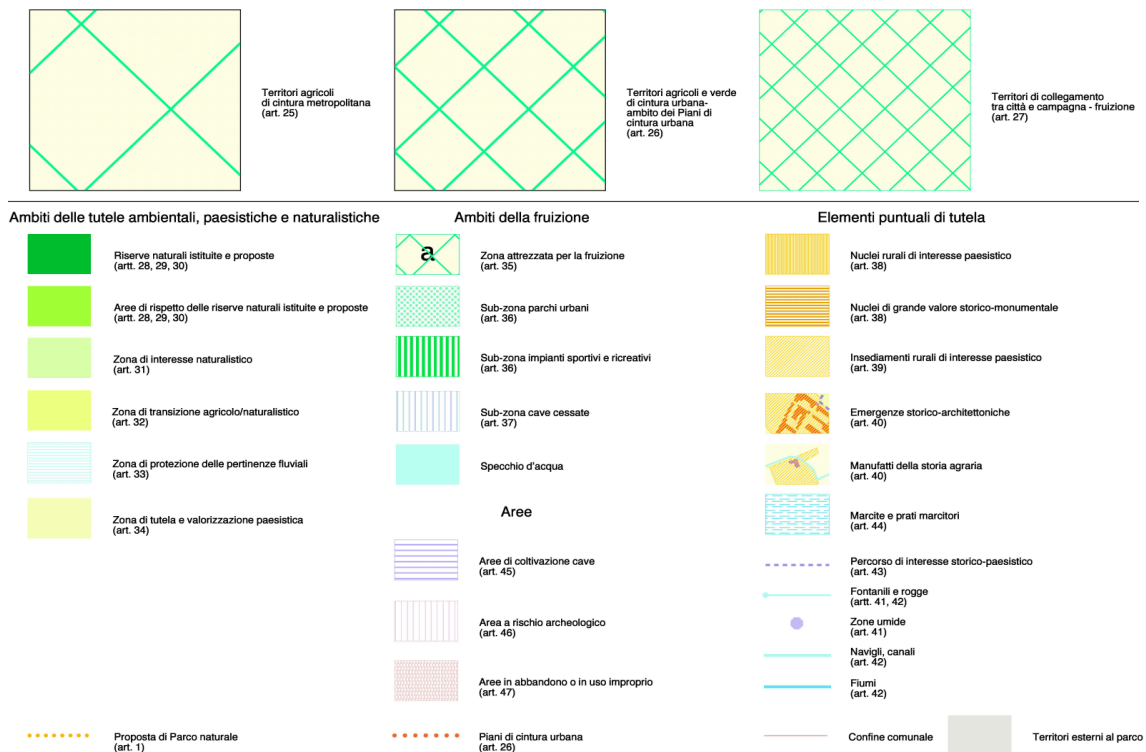 Territori agricoli
di cintura metropolitana
(art. 25)
Territori agricoli e verde
di cintura urbana-
ambito dei Piani di
cintura urbana
(art. 26)
Territori di collegamento
tra città e campagna - fruizione
(art. 27)
Ambiti delle tutele ambientali, paesistiche e naturalistiche
Riserve naturali istituite e proposte
(artt. 28, 29, 30)
Aree di rispetto delle riserve naturali istituite e proposte
(artt. 28, 29, 30)
Zona di interesse naturalistico
(art. 31)
Zona di transizione agricolo/naturalistico
(art. 32)
Zona di protezione delle pertinenze fluviali
(art. 33)
Zona di tutela e valorizzazione paesistica
(art. 34)
Proposta di Parco naturale
(art. 1)
Ambiti della fruizione
a
Zona attrezzata per la fruizione
(art. 35)
Sub-zona parchi urbani
(art. 36)
Sub-zona impianti sportivi e ricreativi
(art. 36)
Sub-zona cave cessate
(art. 37)
Specchio d'acqua
Aree
Aree di coltivazione cave
(art. 45)
Area a rischio archeologico
(art. 46)
Aree in abbandono o in uso improprio
(art. 47)
Piani di cintura urbana
(art. 26)
Elementi puntuali di tutela
Nuclei rurali di interesse paesistico
(art. 38)
Nuclei di grande valore storico-monumentale
(art. 38)
Insediamenti rurali di interesse paesistico
(art. 39)
Emergenze storico-architettoniche
(art. 40)
Manufatti della storia agraria
(art. 40)
Marcite e prati marcitori
(art. 44)
Percorso di interesse storico-paesistico
(art. 43)
Fontanili e rogge
(artt. 41, 42)
Zone umide
(art. 41)
Navigli, canali
(art. 42)
Fiumi
(art. 42)
Confine comunale
Territori esterni al parco